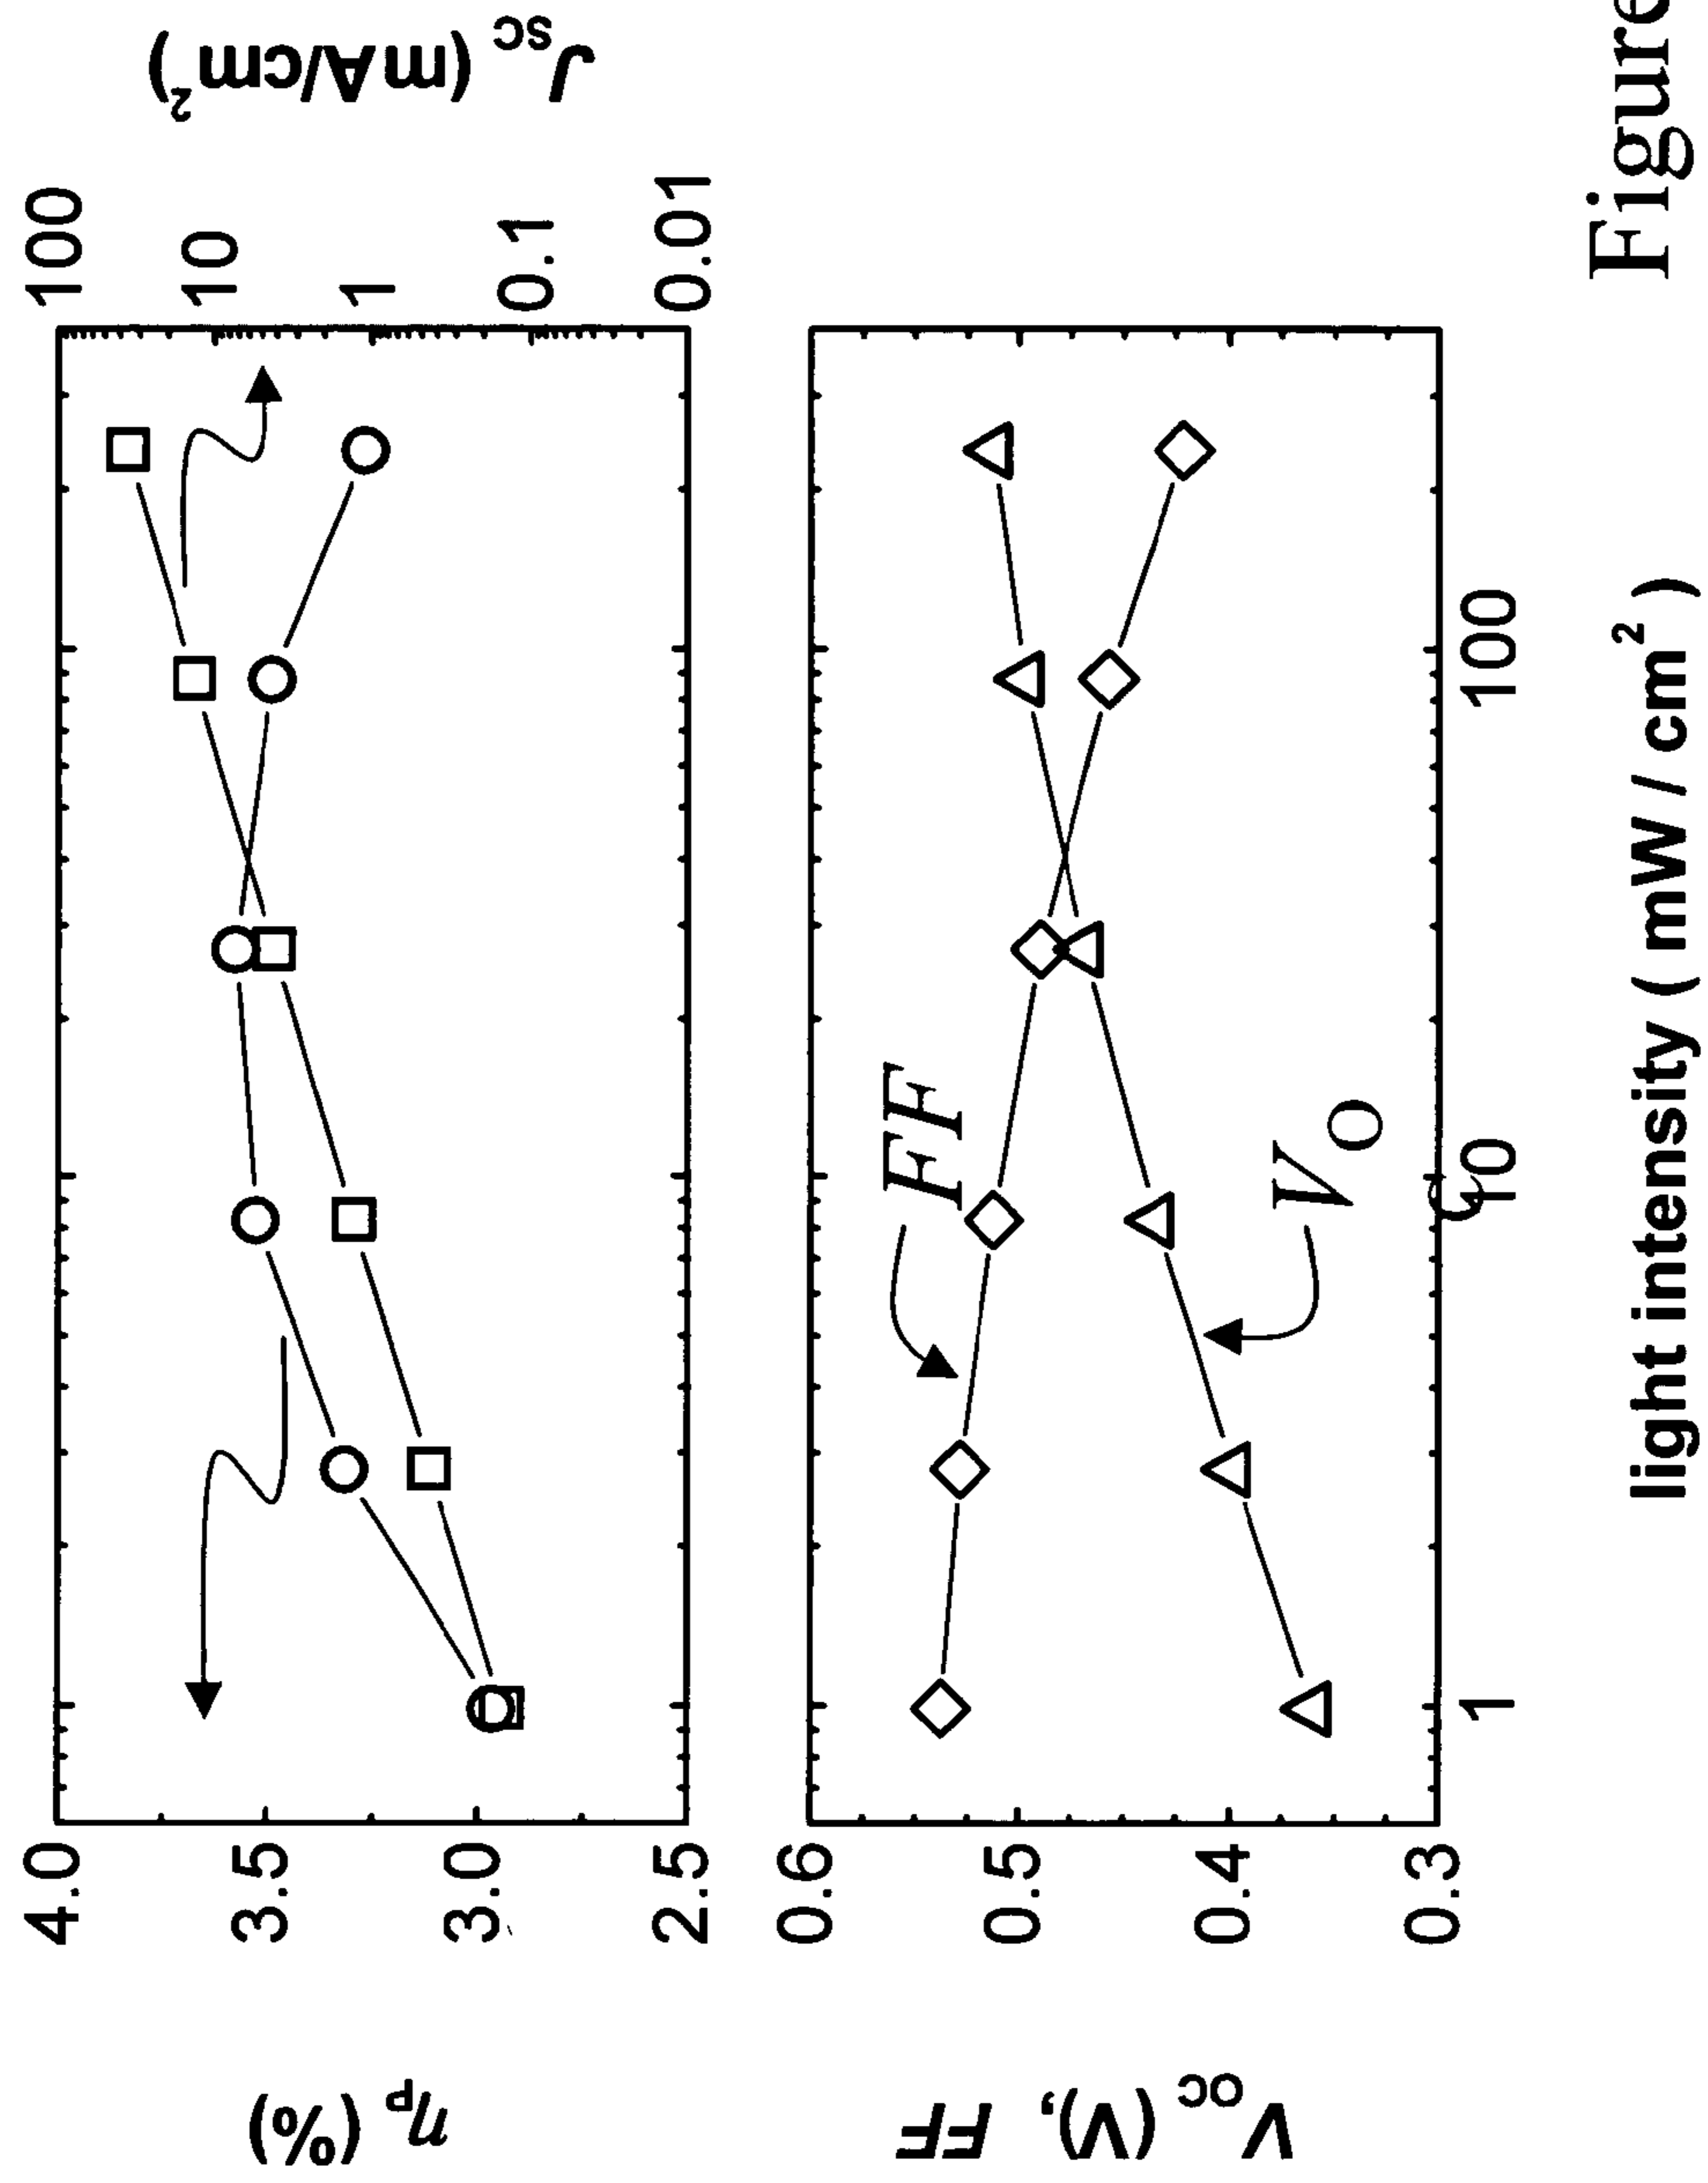 η_p (%)
4.0
3.5
3.0
2.5
100
10
1
0.1
0.01
J_SC (mA/cm²)
V_OC (V), FF
0.6
0.5
0.4
0.3
FF
V_O
C
1
10
100
light intensity ( mW / cm² )
Figure